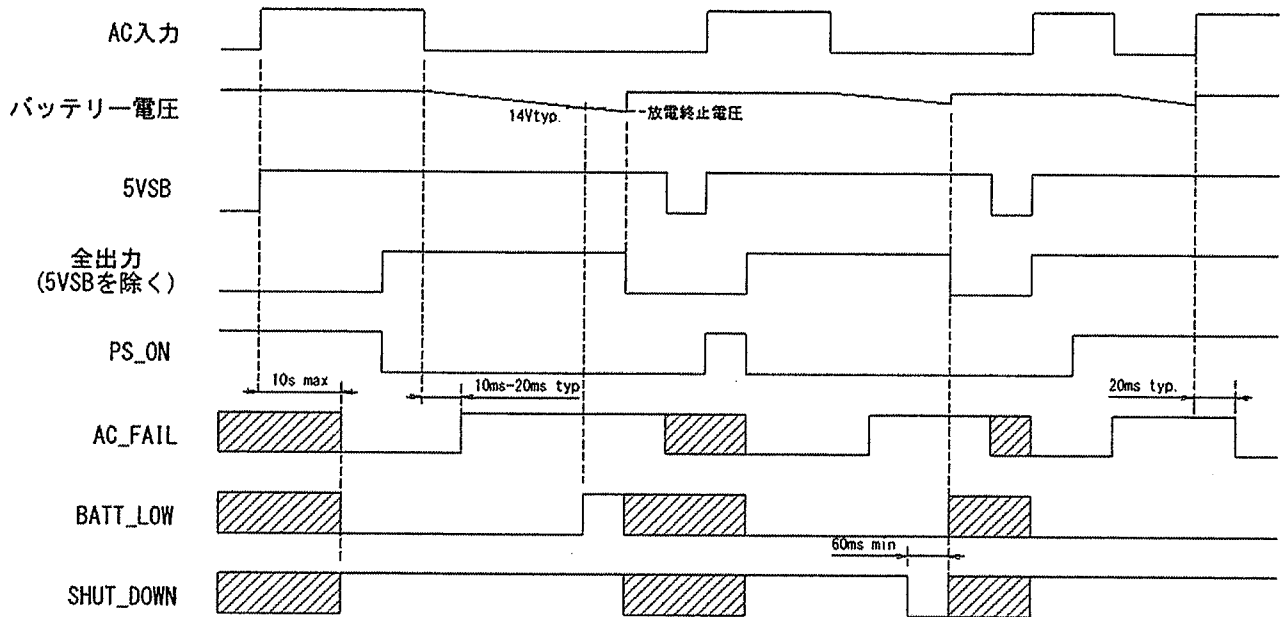 AC入力
バッテリー電圧
14Vtyp.
放電終止電圧
5VSB
全出力
(5VSBを除く)
PS_ON
10s max
10ms-20ms typ
20ms typ.
AC_FAIL
BATT_LOW
60ms min
SHUT_DOWN